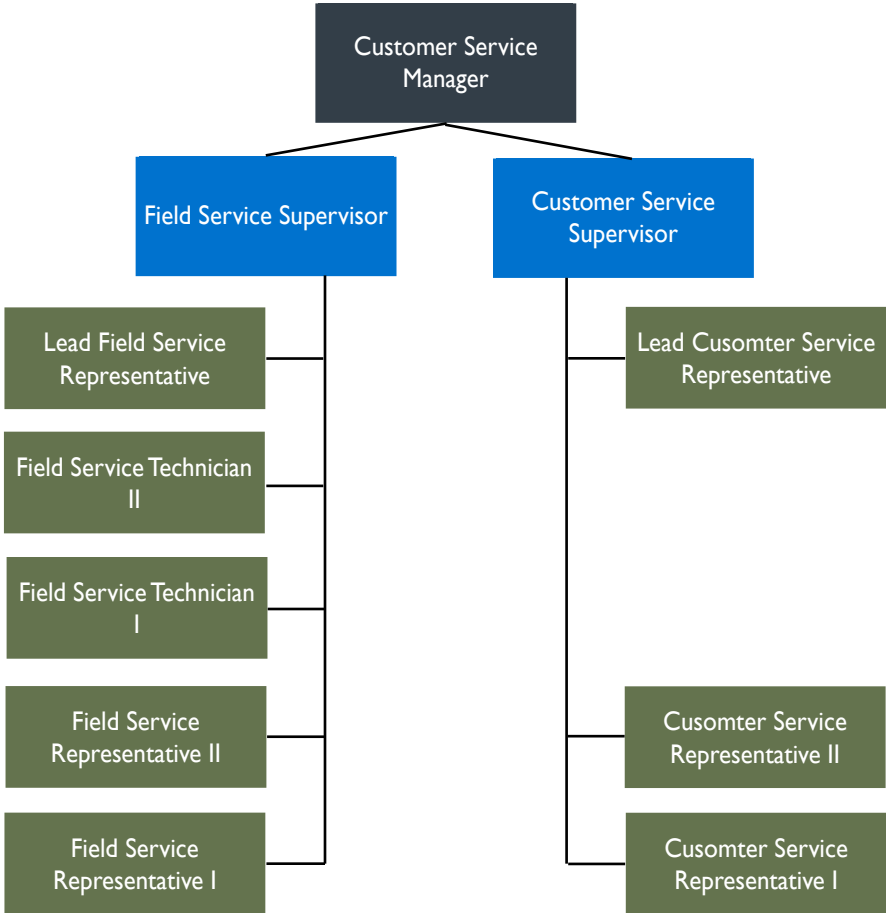 Customer Service
Manager
Field Service Supervisor
Customer Service
Supervisor
Lead Field Service
Representative
Lead Cusomter Service
Representative
Field Service Technician
II
Field Service Technician
I
Field Service
Representative II
Cusomter Service
Representative II
Field Service
Representative I
Cusomter Service
Representative I